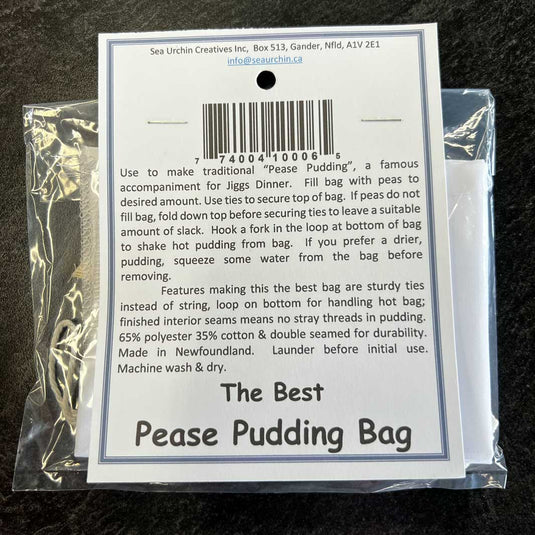 Sea Urchin Creatives Inc, Box 513, Gander, Nfld, A1V 2E1
info@seaurchin.ca
7 74004 10006 5
Use to make traditional "Pease Pudding", a famous
accompaniment for Jiggs Dinner. Fill bag with peas to
desired amount. Use ties to secure top of bag. If peas do not
fill bag, fold down top before securing ties to leave a suitable
amount of slack. Hook a fork in the loop at bottom of bag
to shake hot pudding from bag. If you prefer a drier,
pudding, squeeze some water from the bag before
removing.
Features making this the best bag are sturdy ties
instead of string, loop on bottom for handling hot bag;
finished interior seams means no stray threads in pudding.
65% polyester 35% cotton & double seamed for durability.
Made in Newfoundland. Launder before initial use.
Machine wash & dry.
The Best
Pease Pudding Bag